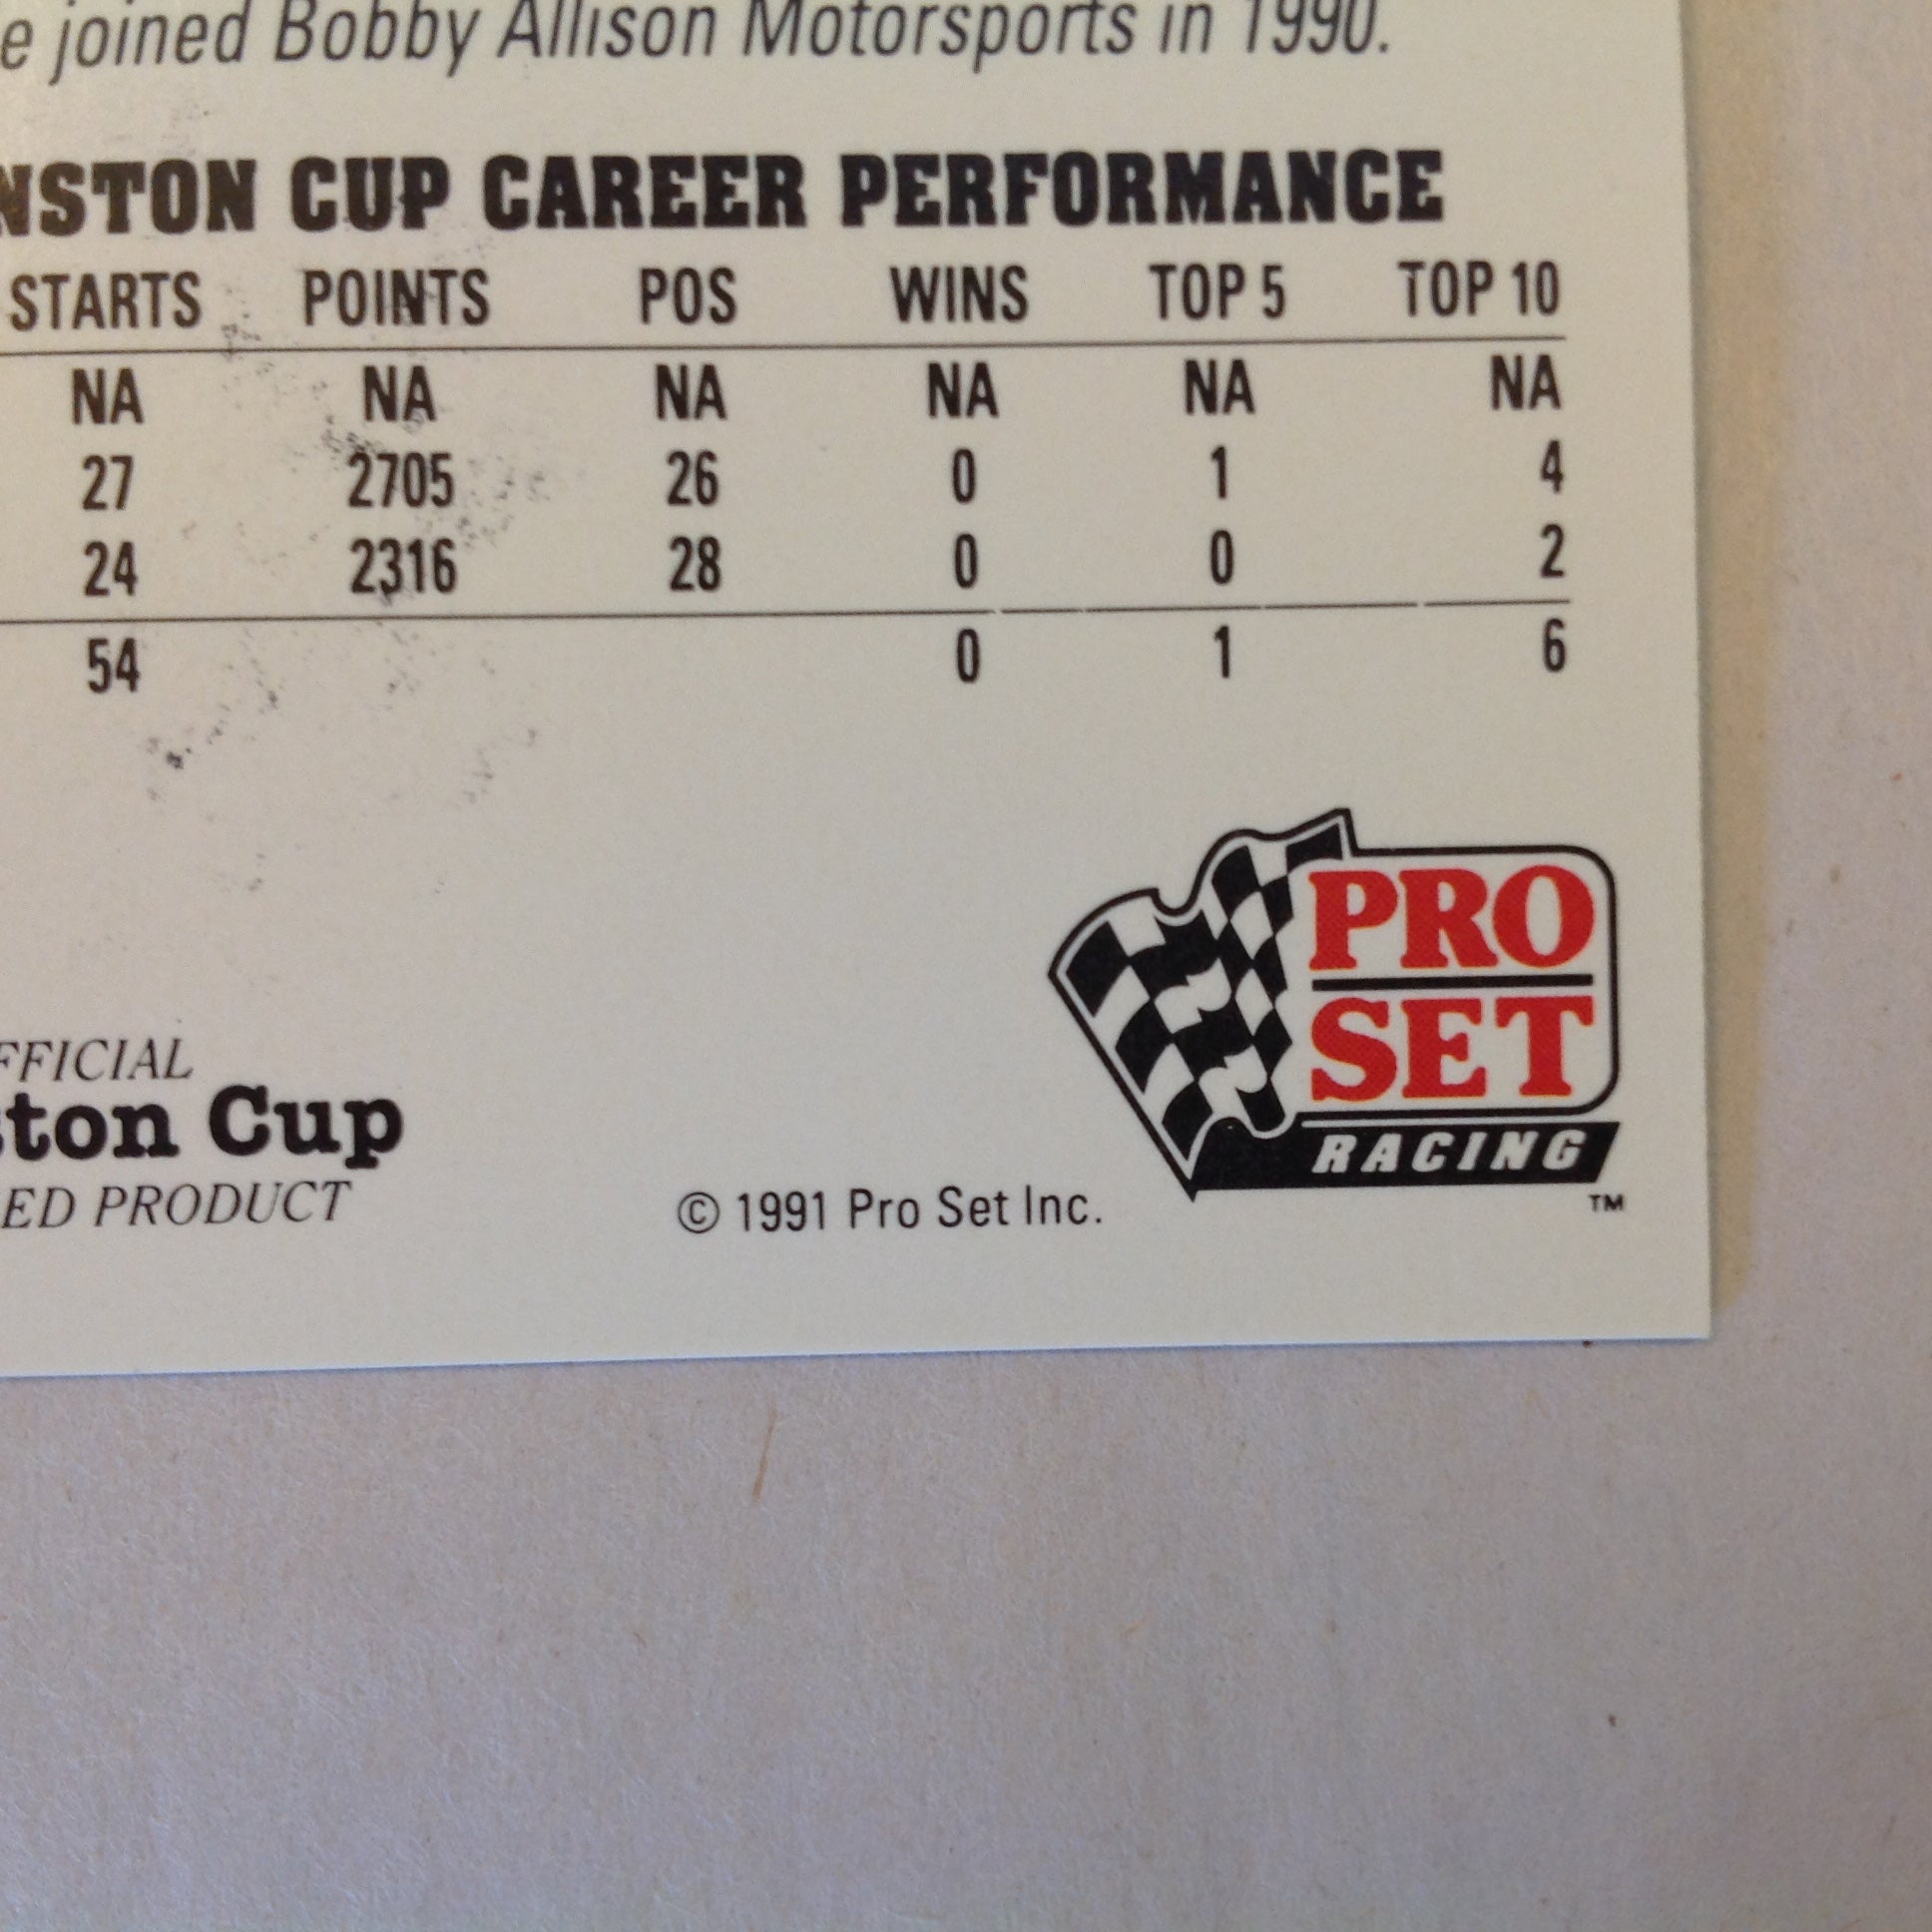 e joined Bobby Allison Motorsports in 1990.
NSTON CUP CAREER PERFORMANCE
STARTS POINTS POS WINS TOP 5 TOP 10
NA NA NA NA NA NA
27 2705 26 0 1 4
24 2316 28 0 0 2
54 0 1 6
FFICIAL
ston Cup
ED PRODUCT
© 1991 Pro Set Inc.
PRO
SET
RACING
TM